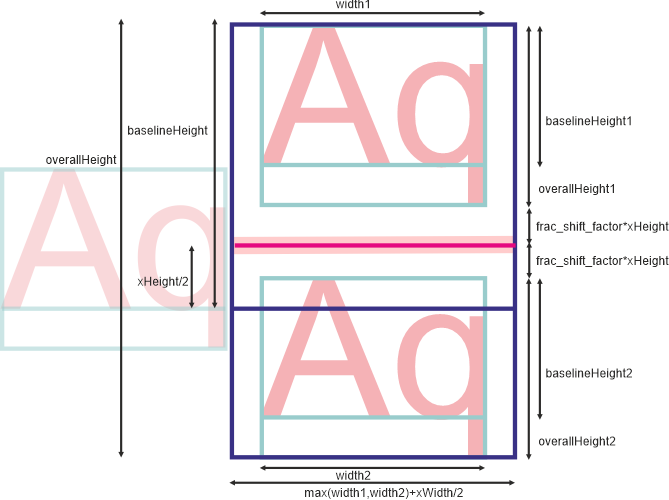 width1
Aq
baselineHeight1
baselineHeight
overallHeight
overallHeight1
frac_shift_factor*xHeight
Aq
frac_shift_factor*xHeight
xHeight/2
Aq
baselineHeight2
overallHeight2
width2
max(width1,width2)+xWidth/2